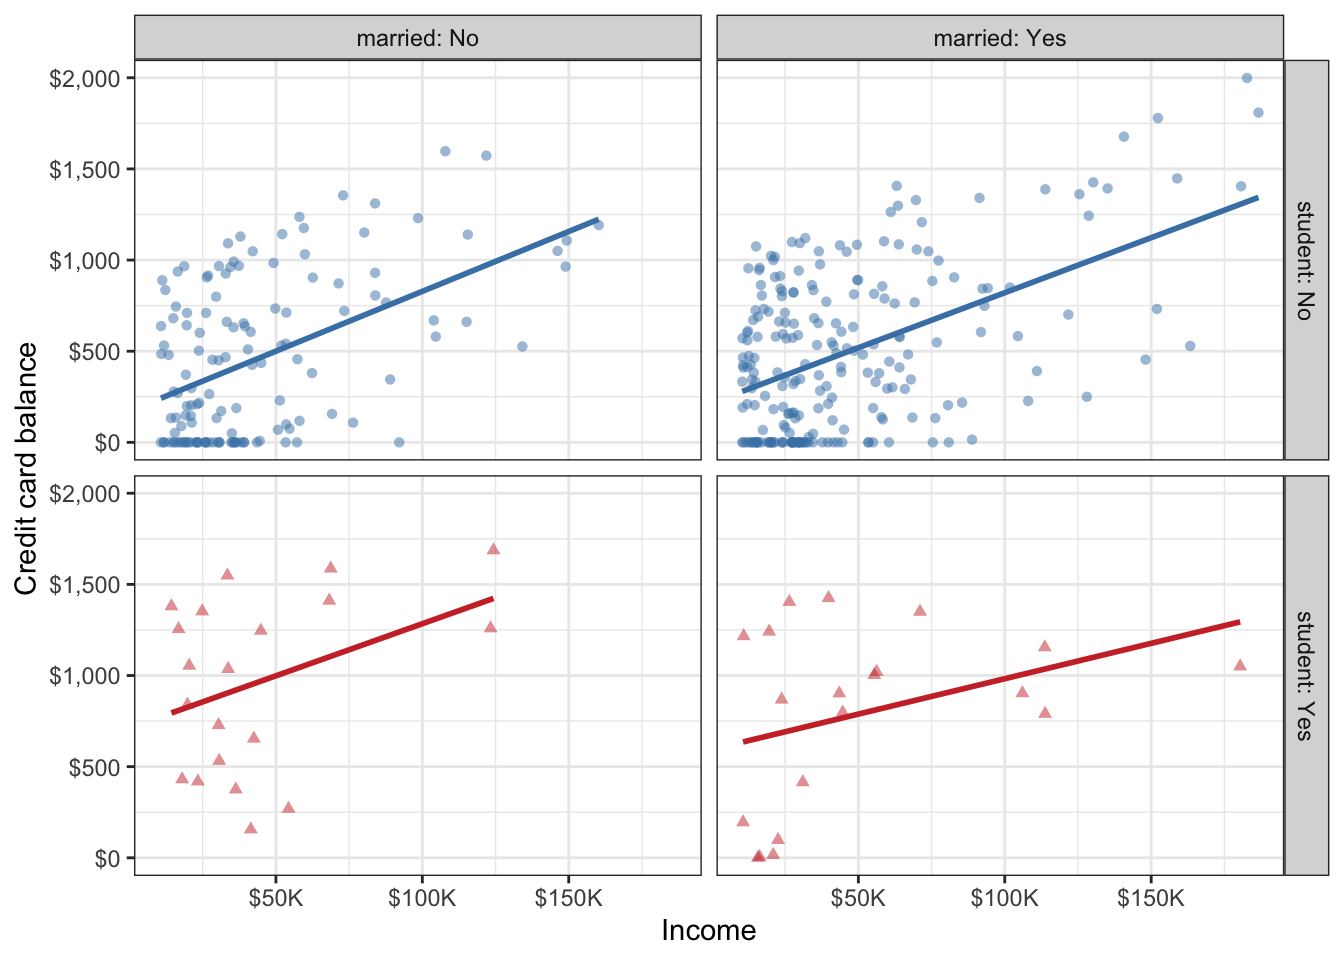 married: No
married: Yes
$2,000
$1,500
$1,000
$500
$0
student: No
Credit card balance
$2,000
$1,500
$1,000
$500
$0
student: Yes
$50K $100K $150K
$50K $100K $150K
Income